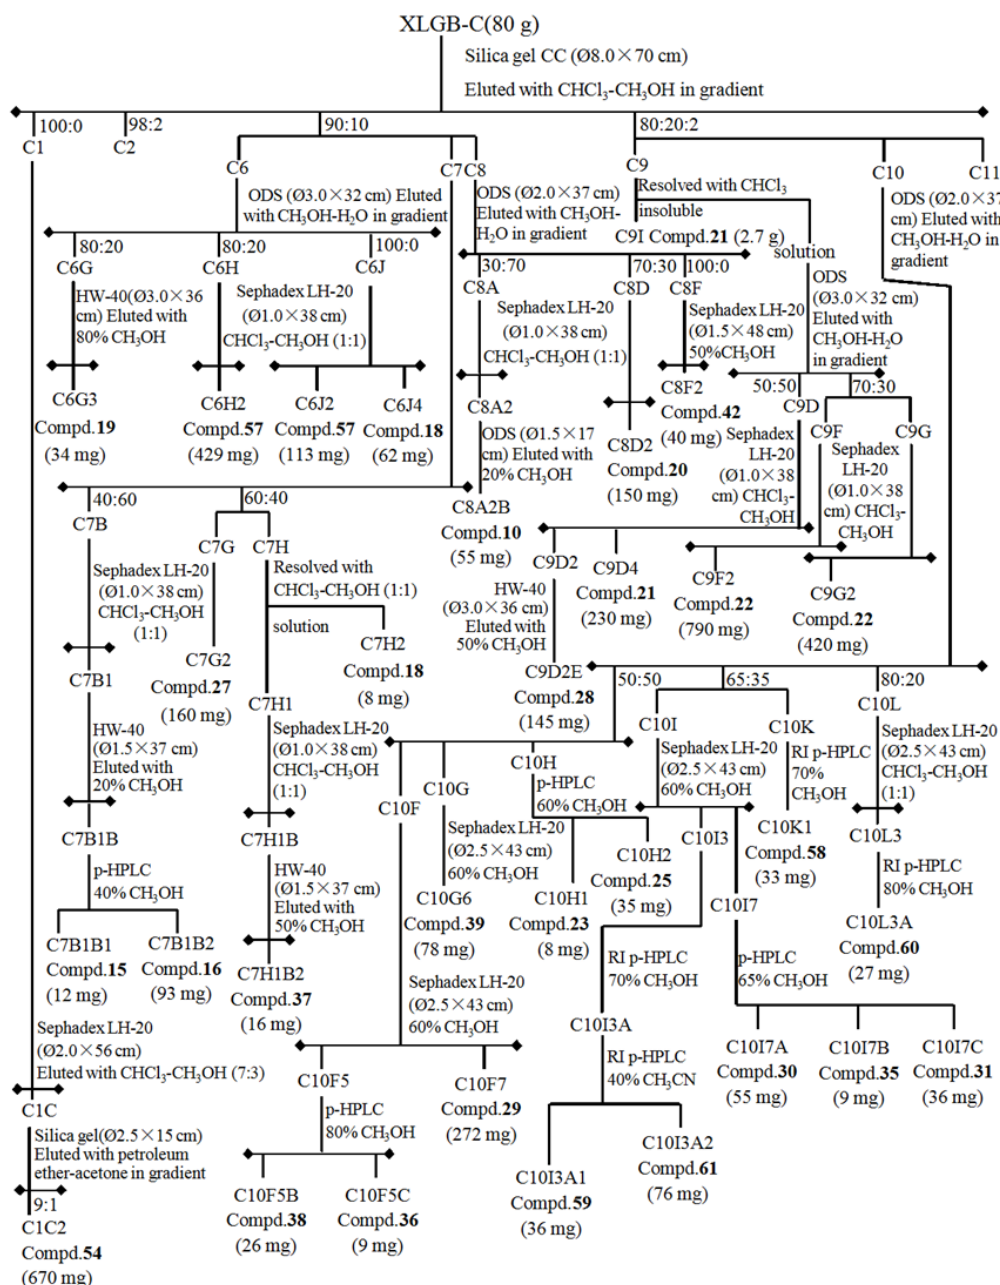 XLGB-C(80 g)
Silica gel CC (Ø8.0×70 cm)
Eluted with CHCl₃-CH₃OH in gradient
100:0
98:2
90:10
80:20:2
C1
C2
C6
C7
C8
C9
C10
C11
ODS (Ø3.0×32 cm) Eluted
with CH₃OH-H₂O in gradient
80:20
80:20
100:0
C6G
C6H
C6J
HW-40(Ø3.0×36
cm) Eluted with
80% CH₃OH
Sephadex LH-20
(Ø1.0×38 cm)
CHCl₃-CH₃OH (1:1)
C6G3
Compd.19
(34 mg)
C6H2
Compd.57
(429 mg)
C6J2
Compd.57
(113 mg)
C6J4
Compd.18
(62 mg)
ODS (Ø2.0×37 cm)
Eluted with CH₃OH-
H₂O in gradient
30:70
70:30
100:0
C8A
C8D
C8F
Sephadex LH-20
(Ø1.0×38 cm)
CHCl₃-CH₃OH (1:1)
Sephadex LH-20
(Ø1.5×48 cm)
50%CH₃OH
C8A2
ODS (Ø1.5×17
cm) Eluted with
20% CH₃OH
C8A2B
Compd.10
(55 mg)
C8D2
Compd.20
(150 mg)
C8F2
Compd.42
(40 mg)
Resolved with CHCl₃
insoluble
C9I Compd.21 (2.7 g)
solution
ODS
(Ø3.0×32 cm)
Eluted with
CH₃OH-H₂O
in gradient
50:50
70:30
C9D
C9F
C9G
Sephadex
LH-20
(Ø1.0×38
cm) CHCl₃-
CH₃OH
Sephadex
LH-20
(Ø1.0×38
cm) CHCl₃-
CH₃OH
C9D2
C9D4
Compd.21
(230 mg)
C9F2
Compd.22
(790 mg)
C9G2
Compd.22
(420 mg)
HW-40
(Ø3.0×36 cm)
Eluted with
50% CH₃OH
C9D2E
Compd.28
(145 mg)
ODS (Ø2.0×37
cm) Eluted with
CH₃OH-H₂O in
gradient
40:60
60:40
C7B
C7G
C7H
Sephadex LH-20
(Ø1.0×38 cm)
CHCl₃-CH₃OH
(1:1)
Resolved with
CHCl₃-CH₃OH (1:1)
solution
C7B1
C7G2
Compd.27
(160 mg)
C7H2
Compd.18
(8 mg)
C7H1
HW-40
(Ø1.5×37 cm)
Eluted with
20% CH₃OH
Sephadex LH-20
(Ø1.0×38 cm)
CHCl₃-CH₃OH
(1:1)
C7B1B
p-HPLC
40% CH₃OH
C7B1B1
Compd.15
(12 mg)
C7B1B2
Compd.16
(93 mg)
C7H1B
HW-40
(Ø1.5×37 cm)
Eluted with
50% CH₃OH
C7H1B2
Compd.37
(16 mg)
50:50
65:35
80:20
C10F
C10G
C10H
C10I
C10K
C10L
Sephadex LH-20
(Ø2.5×43 cm)
60% CH₃OH
C10G6
Compd.39
(78 mg)
p-HPLC
60% CH₃OH
C10H1
Compd.23
(8 mg)
C10H2
Compd.25
(35 mg)
Sephadex LH-20
(Ø2.5×43 cm)
60% CH₃OH
C10I3
C10I7
RI p-HPLC
70%
CH₃OH
C10K1
Compd.58
(33 mg)
Sephadex LH-20
(Ø2.5×43 cm)
CHCl₃-CH₃OH
(1:1)
C10L3
RI p-HPLC
80% CH₃OH
C10L3A
Compd.60
(27 mg)
Sephadex LH-20
(Ø2.5×43 cm)
60% CH₃OH
C10F5
C10F7
Compd.29
(272 mg)
p-HPLC
80% CH₃OH
C10F5B
Compd.38
(26 mg)
C10F5C
Compd.36
(9 mg)
RI p-HPLC
70% CH₃OH
C10I3A
RI p-HPLC
40% CH₃CN
C10I3A1
Compd.59
(36 mg)
C10I3A2
Compd.61
(76 mg)
p-HPLC
65% CH₃OH
C10I7A
Compd.30
(55 mg)
C10I7B
Compd.35
(9 mg)
C10I7C
Compd.31
(36 mg)
Sephadex LH-20
(Ø2.0×56 cm)
Eluted with CHCl₃-CH₃OH (7:3)
C1C
Silica gel(Ø2.5×15 cm)
Eluted with petroleum
ether-acetone in gradient
9:1
C1C2
Compd.54
(670 mg)